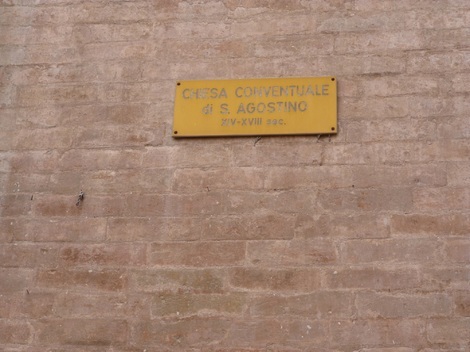 CHIESA CONVENTUALE
di S. AGOSTINO
XIV-XVIII sec.